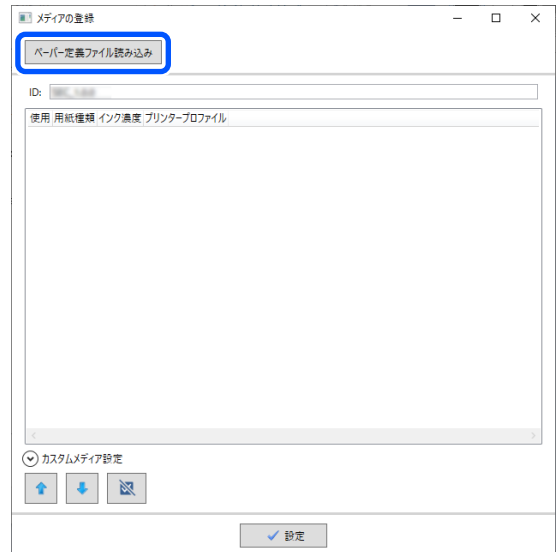 メディアの登録
ペーパー定義ファイル読み込み
ID:
使用 用紙種類 インク濃度 プリンタープロファイル
カスタムメディア設定
設定